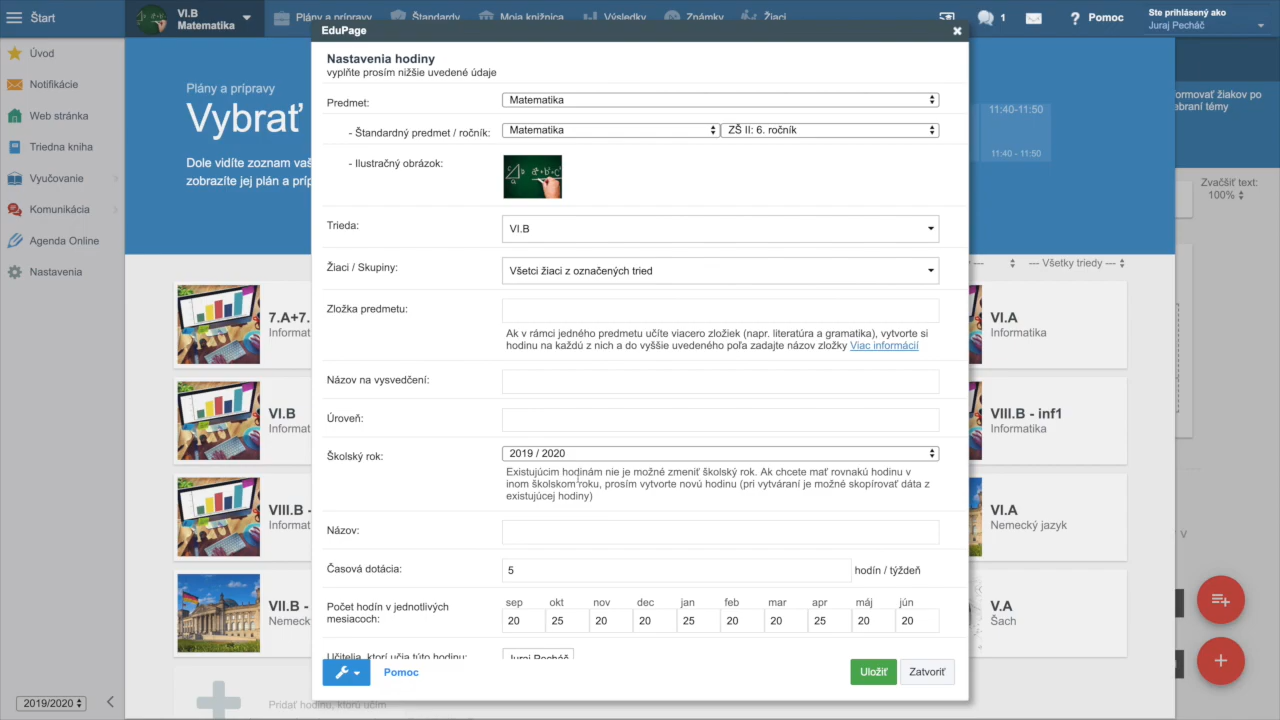 Štart
VI.B
Matematika
Plány a prípravy
Štandardy
Moja knižnica
Výsledky
Známky
Žiaci
1
Pomoc
Ste prihlásený ako
Juraj Pecháč
Úvod
Notifikácie
Web stránka
Triedna kniha
Vyučovanie
Komunikácia
Agenda Online
Nastavenia
2019/2020
Plány a prípravy
Vybrať
Dole vidíte zoznam vaš
zobrazíte jej plán a príp
EduPage
Nastavenia hodiny
vyplňte prosím nižšie uvedené údaje
Predmet:
Matematika
- Štandardný predmet / ročník:
Matematika
ZŠ II: 6. ročník
- Ilustračný obrázok:
Trieda:
VI.B
Žiaci / Skupiny:
Všetci žiaci z označených tried
Zložka predmetu:
Ak v rámci jedného predmetu učíte viacero zložiek (napr. literatúra a gramatika), vytvorte si
hodinu na každú z nich a do vyššie uvedeného poľa zadajte názov zložky Viac informácií
Názov na vysvedčení:
Úroveň:
Školský rok:
2019 / 2020
Existujúcim hodinám nie je možné zmeniť školský rok. Ak chcete mať rovnakú hodinu v
inom školskom roku, prosím vytvorte novú hodinu (pri vytváraní je možné skopírovať dáta z
existujúcej hodiny)
Názov:
Časová dotácia:
5
hodín / týždeň
Počet hodín v jednotlivých
mesiacoch:
sep okt nov dec jan feb mar apr máj jún
20 25 20 20 25 20 20 25 20 20
Učitelia, ktorí učia túto hodinu:
Juraj Pecháč
Pomoc
Uložiť
Zatvoriť
11:40-11:50
11:40 - 11:50
ormovať žiakov po
ebraní témy
Zväčšiť text:
100%
--- Všetky triedy ---
7.A+7.
Informat
VI.A
Informatika
VI.B
Informat
VIII.B - inf1
Informatika
VIII.B -
Informat
VI.A
Nemecký jazyk
VII.B -
Nemeck
V.A
Šach
Pridať hodinu, ktorú učím